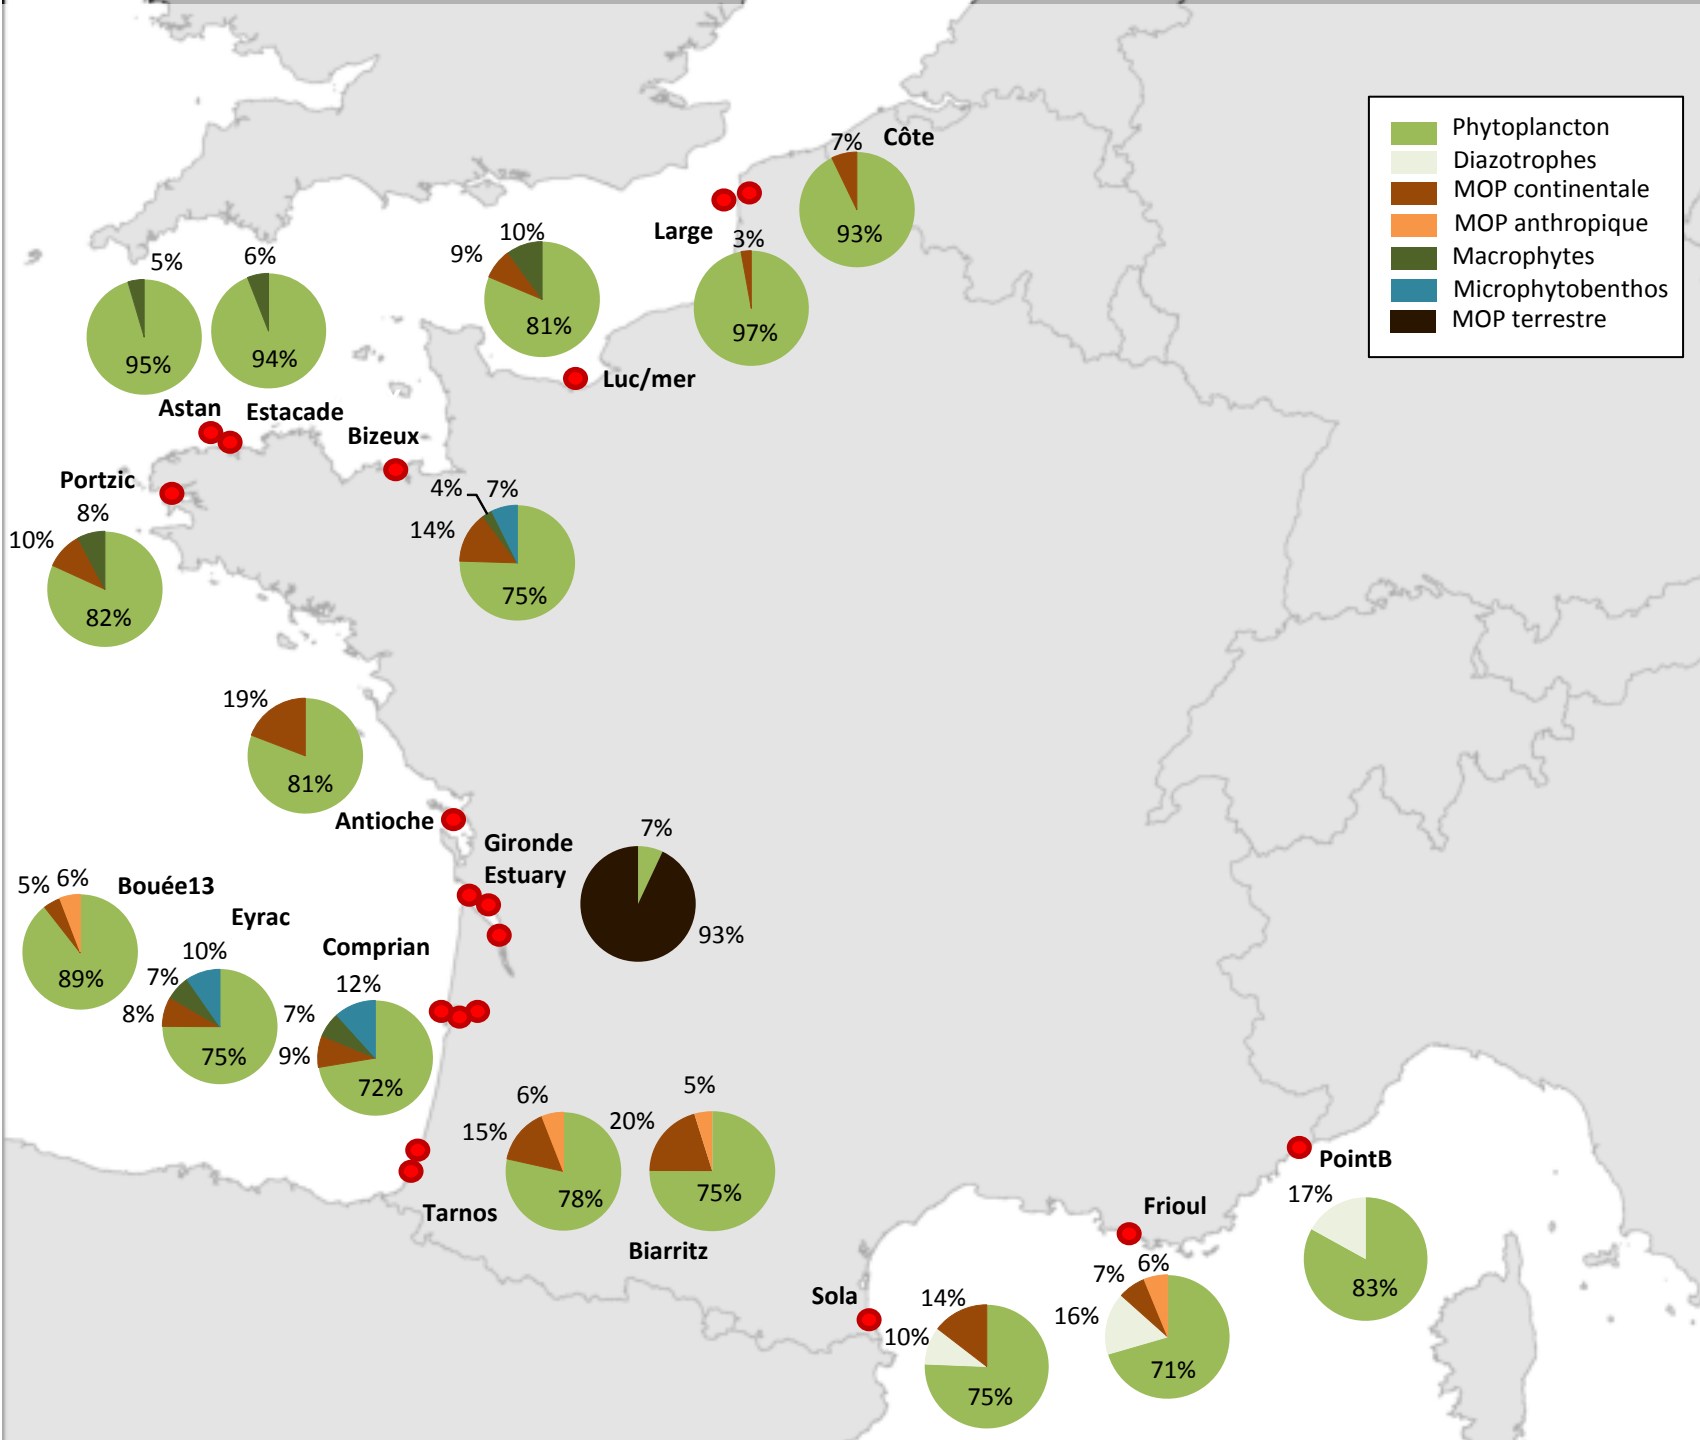 Phytoplancton
Diazotrophes
MOP continentale
MOP anthropique
Macrophytes
Microphytobenthos
MOP terrestre
7%
Côte
93%
Large
3%
97%
10%
9%
81%
Luc/mer
5%
95%
Astan
6%
94%
Estacade
Bizeux
4%
7%
14%
75%
Portzic
8%
10%
82%
19%
81%
Antioche
Gironde
Estuary
7%
93%
5%
6%
Bouée13
89%
Eyrac
10%
7%
8%
75%
Comprian
12%
7%
9%
72%
6%
15%
78%
Tarnos
5%
20%
75%
Biarritz
Sola
14%
10%
75%
Frioul
6%
7%
16%
71%
PointB
17%
83%